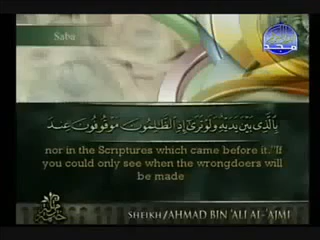 Saba
بِالَّذِي بَيْنَ يَدَيْهِ وَلَوْ تَرَىٰ إِذِ الظَّالِمُونَ مَوْقُوفُونَ عِندَ
nor in the Scriptures which came before it."If
you could only see when the wrongdoers will
be made
SHEIKH/AHMAD BIN 'ALI AL-'AJMI